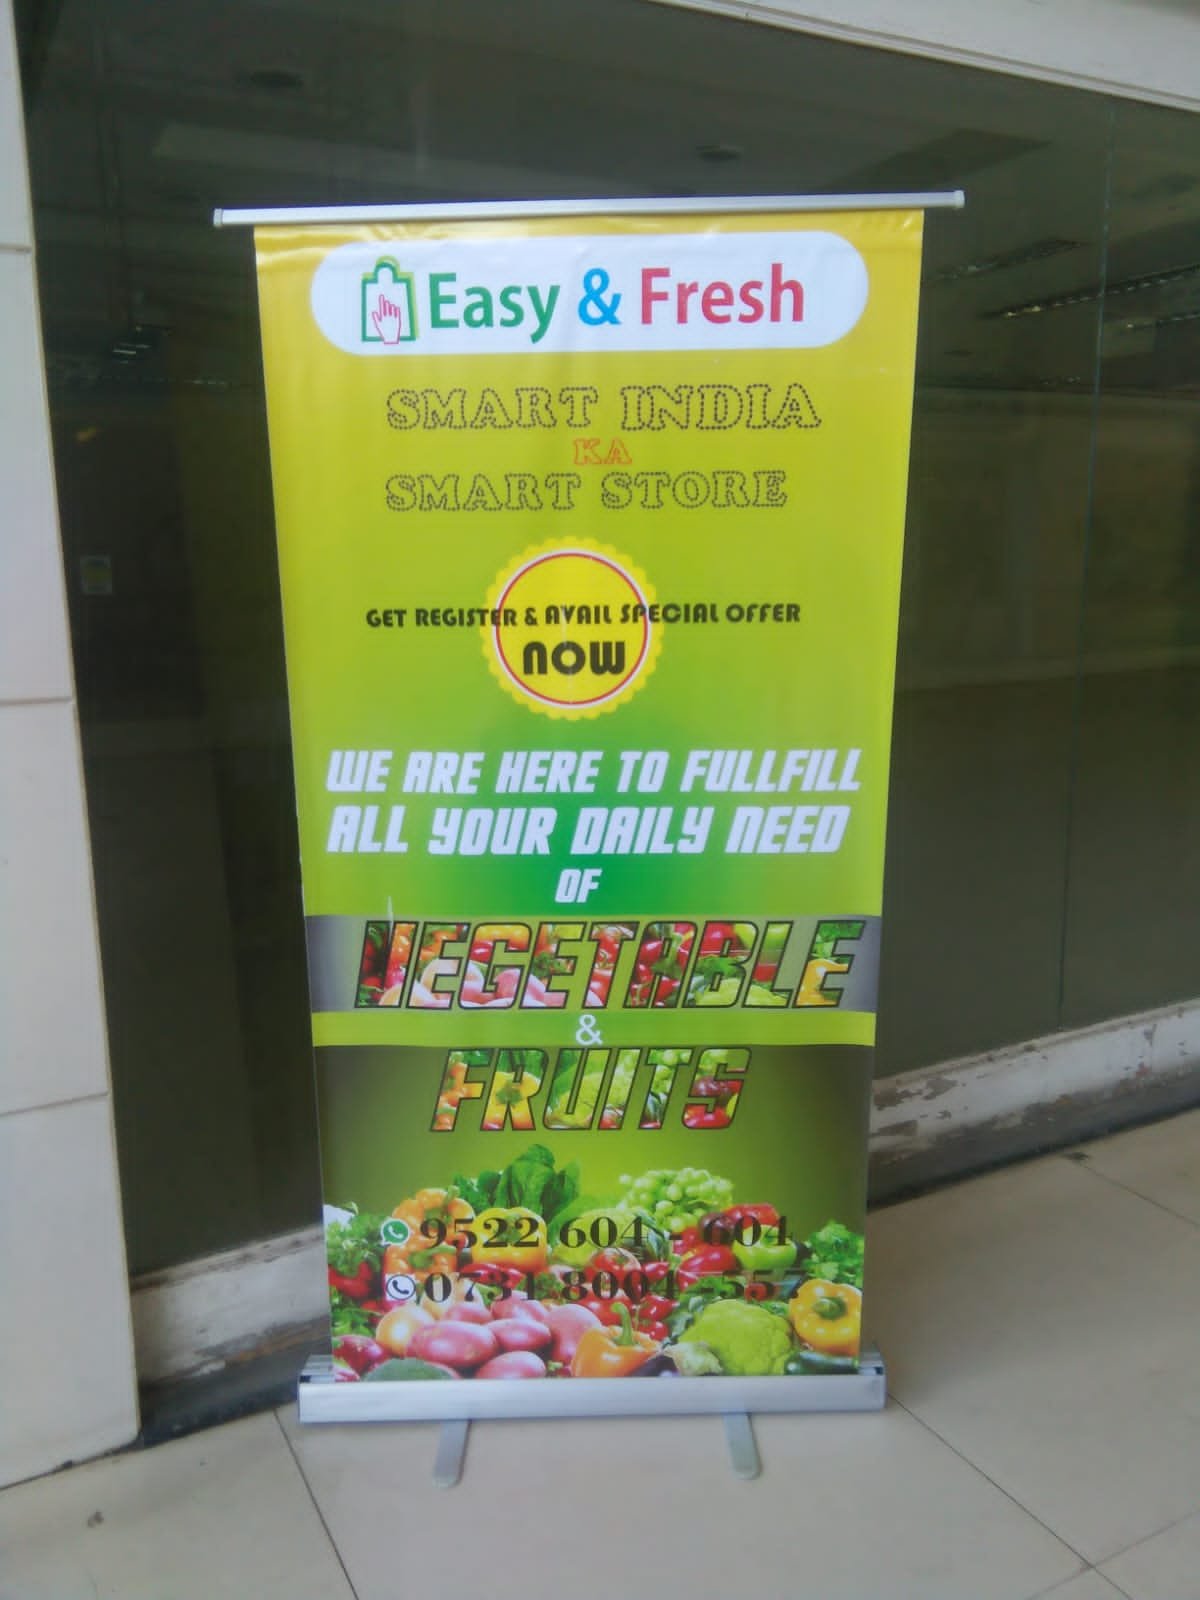 Easy & Fresh
SMART INDIA
KA
SMART STORE
GET REGISTER & AVAIL SPECIAL OFFER
NOW
WE ARE HERE TO FULLFILL
ALL YOUR DAILY NEED
OF
VEGETABLE
&
FRUITS
9522 604 - 604
0731 8004 -557